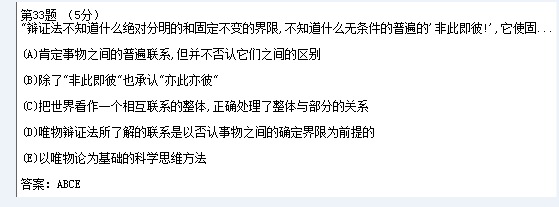 第33题 （5分）
“辩证法不知道什么绝对分明的和固定不变的界限,不知道什么无条件的普遍的‘非此即彼!’,它使固...
(A)肯定事物之间的普遍联系,但并不否认它们之间的区别
(B)除了“非此即彼”也承认“亦此亦彼”
(C)把世界看作一个相互联系的整体,正确处理了整体与部分的关系
(D)唯物辩证法所了解的联系是以否认事物之间的确定界限为前提的
(E)以唯物论为基础的科学思维方法
答案：ABCE